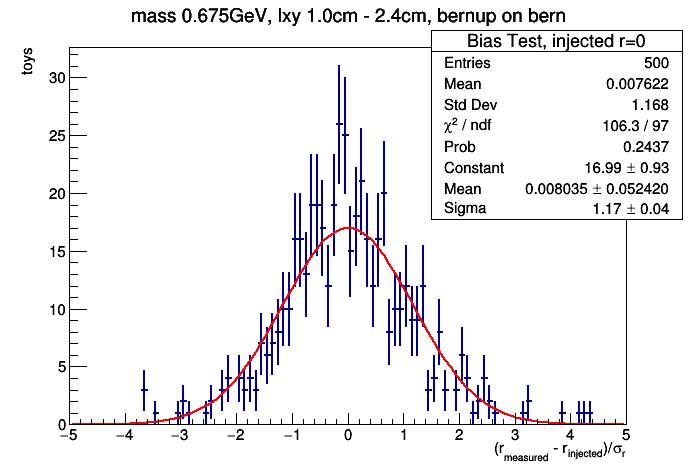 mass 0.675GeV, lxy 1.0cm - 2.4cm, bernup on bern
Bias Test, injected r=0
Entries 500
Mean 0.007622
Std Dev 1.168
χ² / ndf 106.3 / 97
Prob 0.2437
Constant 16.99 ± 0.93
Mean 0.008035 ± 0.052420
Sigma 1.17 ± 0.04
toys
30
25
20
15
10
5
0
−5 −4 −3 −2 −1 0 1 2 3 4 5
(r_measured - r_injected)/σ_r